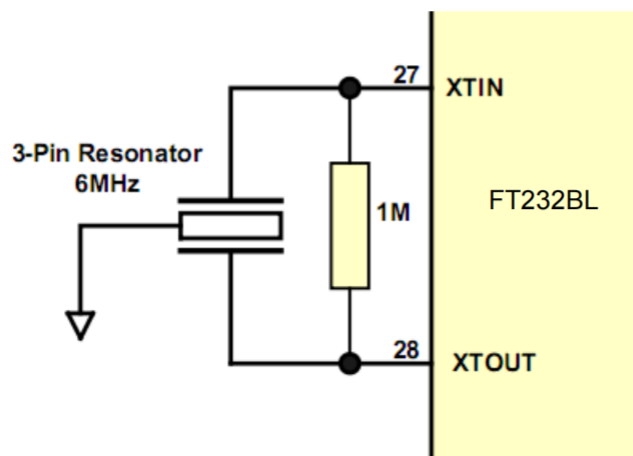 27
XTIN
3-Pin Resonator
6MHz
1M
FT232BL
28
XTOUT